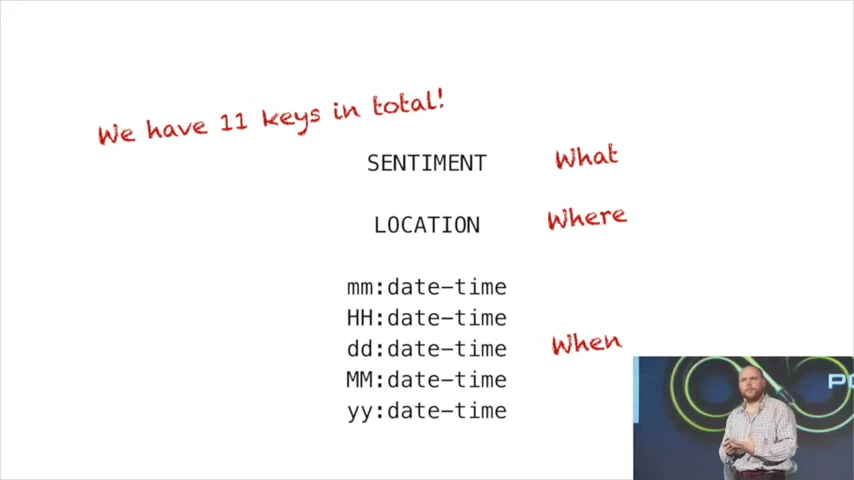 We have 11 keys in total!
SENTIMENT What
LOCATION Where
mm:date-time
HH:date-time
dd:date-time When
MM:date-time
yy:date-time